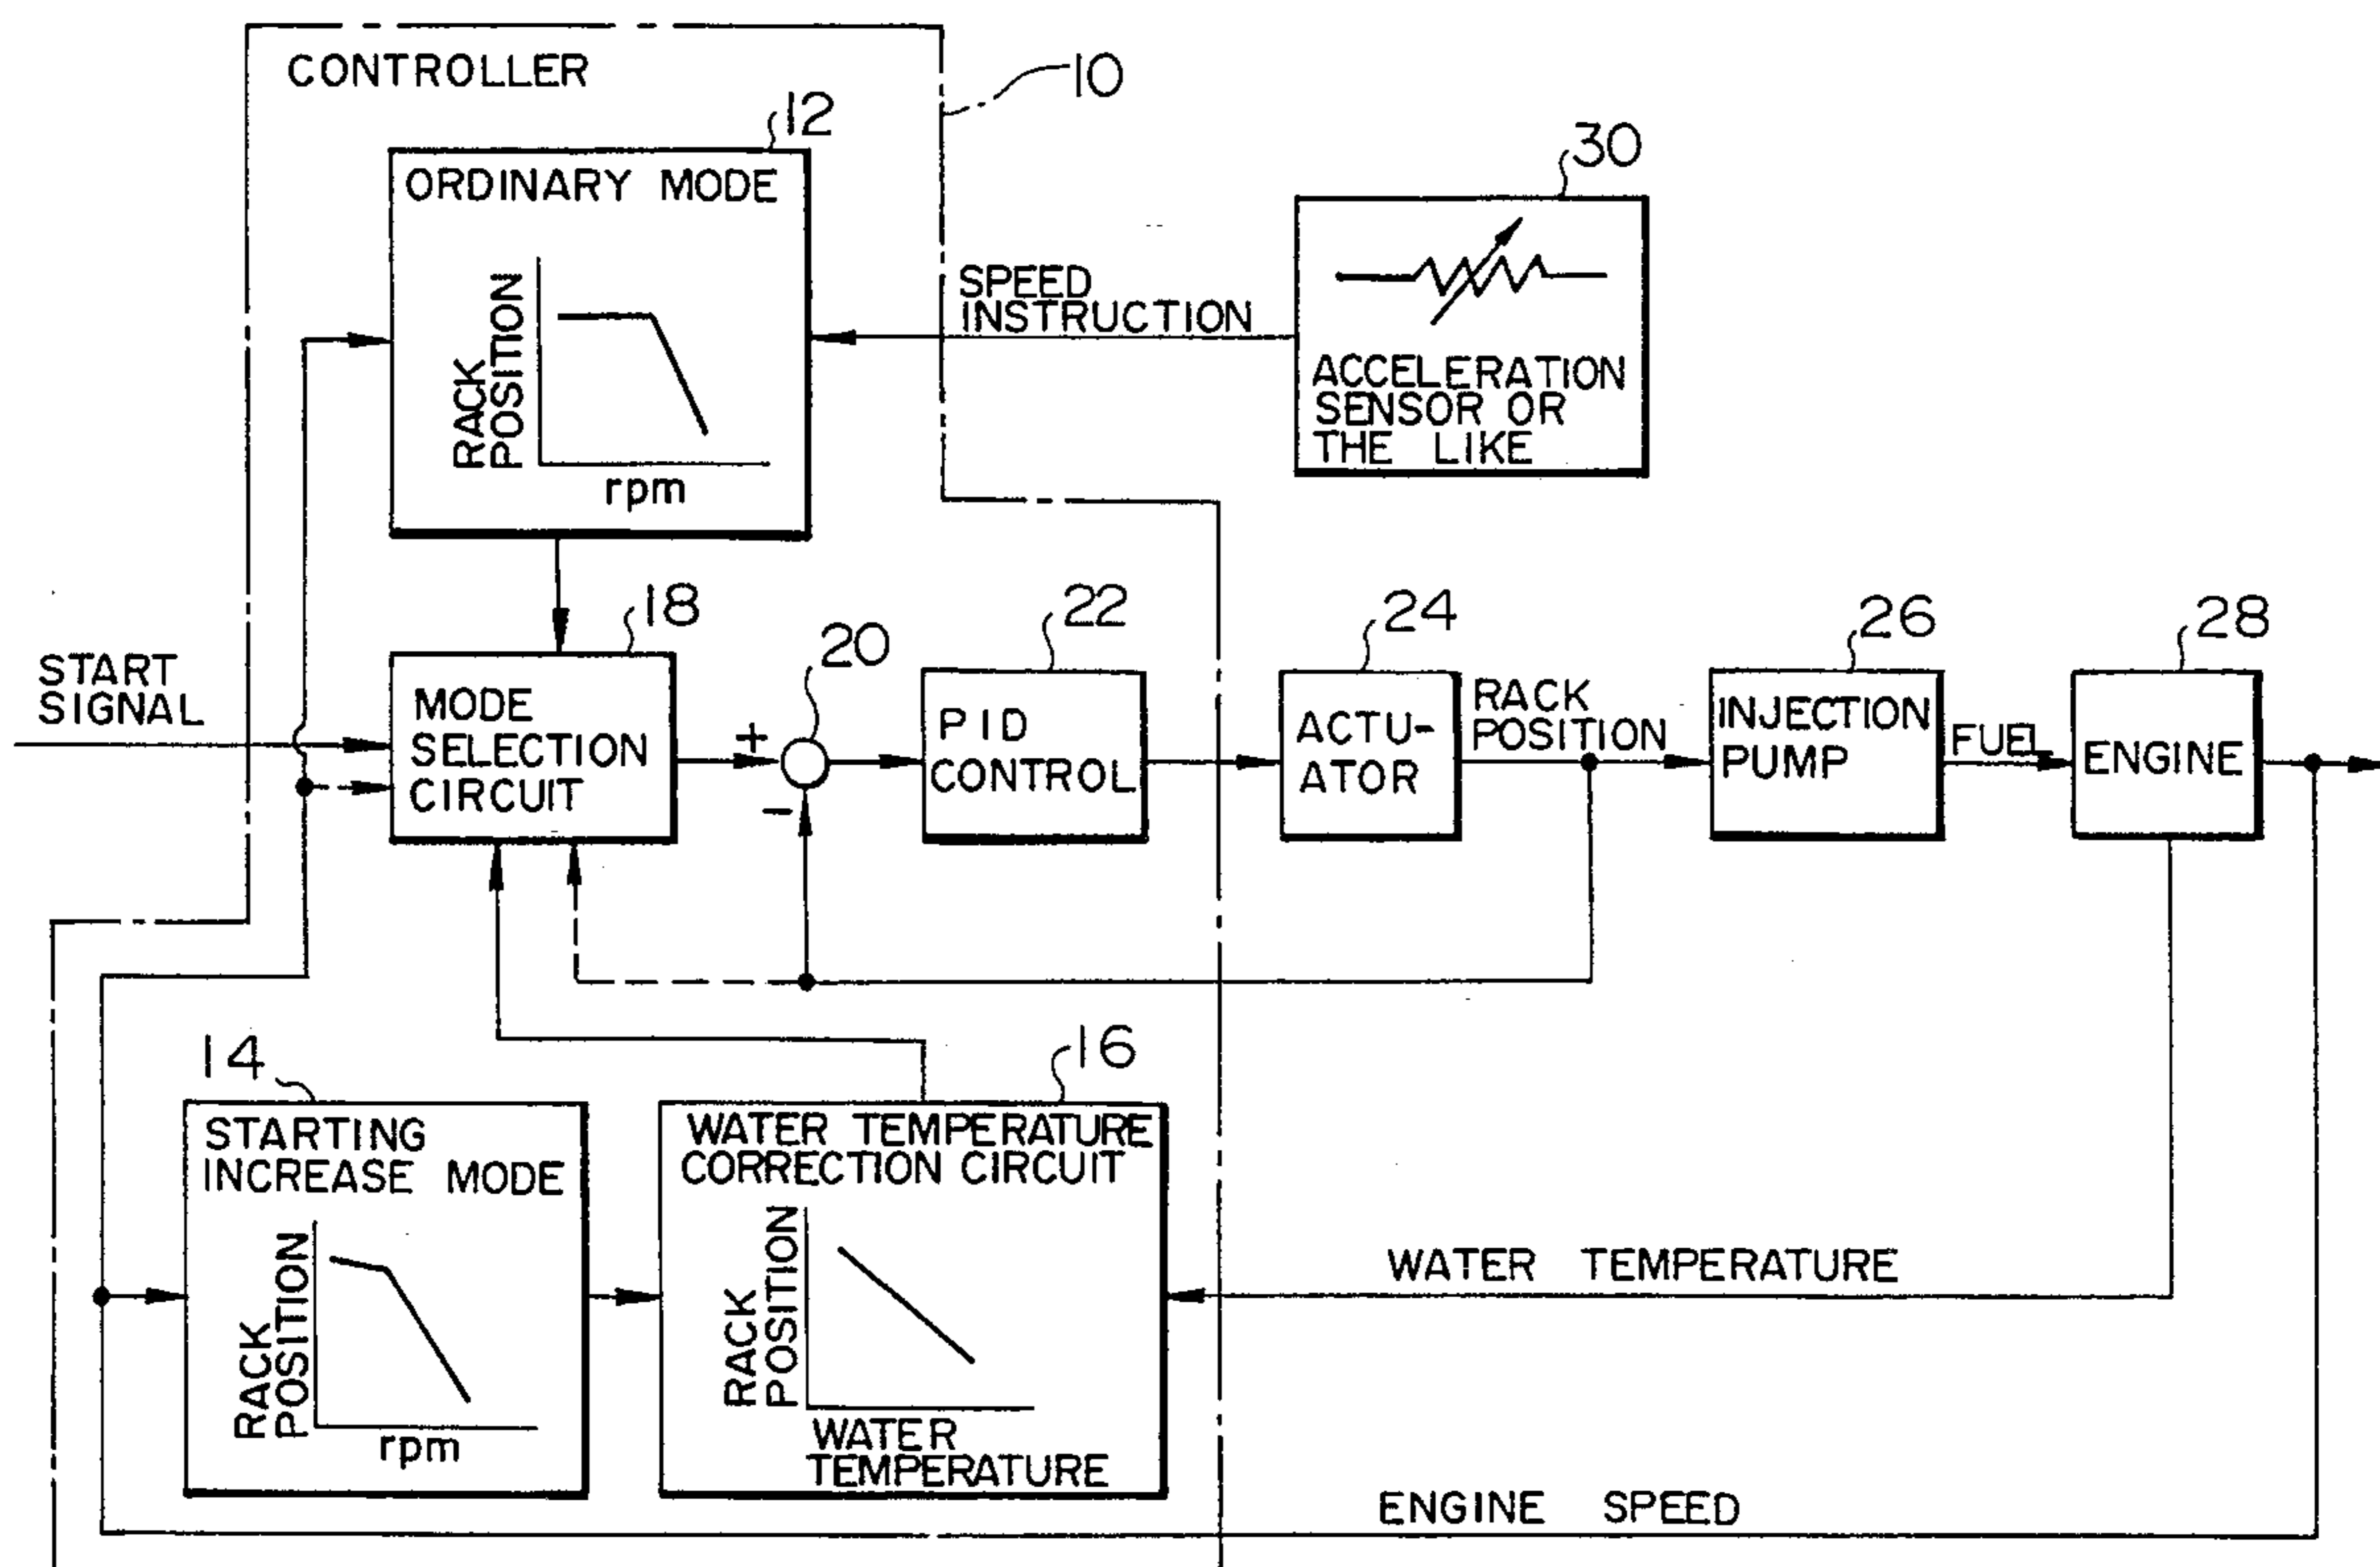 CONTROLLER
10
12
ORDINARY MODE
RACK
POSITION
rpm
30
SPEED
INSTRUCTION
ACCELERATION
SENSOR OR
THE LIKE
START
SIGNAL
18
MODE
SELECTION
CIRCUIT
+
−
20
22
PID
CONTROL
24
ACTU-
ATOR
RACK
POSITION
26
INJECTION
PUMP
FUEL
28
ENGINE
14
STARTING
INCREASE MODE
RACK
POSITION
rpm
16
WATER TEMPERATURE
CORRECTION CIRCUIT
RACK
POSITION
WATER
TEMPERATURE
WATER TEMPERATURE
ENGINE SPEED